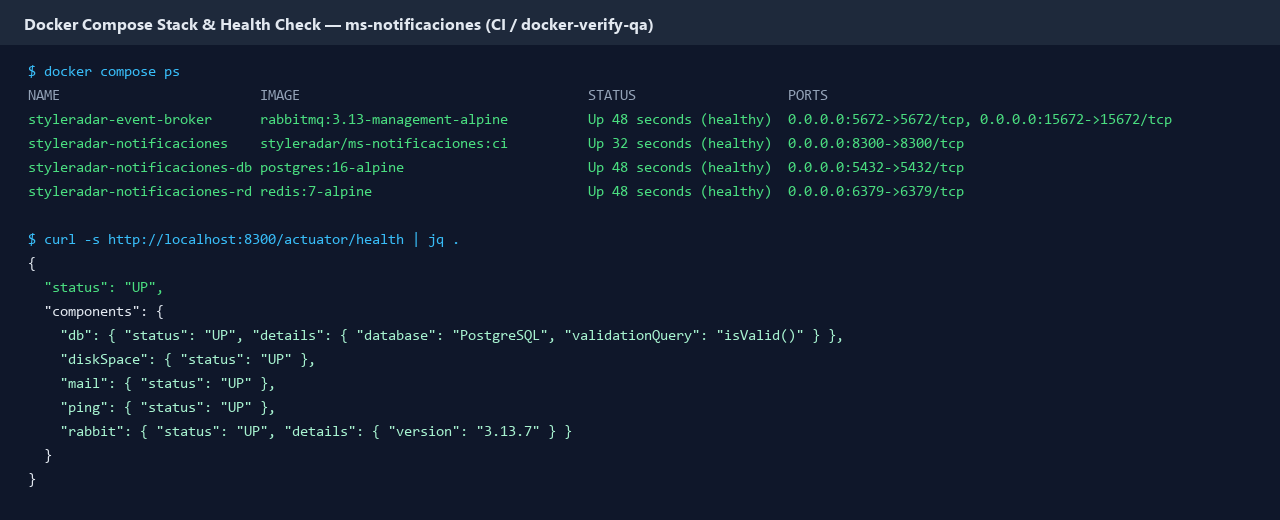 Docker Compose Stack & Health Check — ms-notificaciones (CI / docker-verify-qa)
$ docker compose ps
NAME IMAGE STATUS PORTS
styleradar-event-broker rabbitmq:3.13-management-alpine Up 48 seconds (healthy) 0.0.0.0:5672->5672/tcp, 0.0.0.0:15672->15672/tcp
styleradar-notificaciones styleradar/ms-notificaciones:ci Up 32 seconds (healthy) 0.0.0.0:8300->8300/tcp
styleradar-notificaciones-db postgres:16-alpine Up 48 seconds (healthy) 0.0.0.0:5432->5432/tcp
styleradar-notificaciones-rd redis:7-alpine Up 48 seconds (healthy) 0.0.0.0:6379->6379/tcp
$ curl -s http://localhost:8300/actuator/health | jq .
{
"status": "UP",
"components": {
"db": { "status": "UP", "details": { "database": "PostgreSQL", "validationQuery": "isValid()" } },
"diskSpace": { "status": "UP" },
"mail": { "status": "UP" },
"ping": { "status": "UP" },
"rabbit": { "status": "UP", "details": { "version": "3.13.7" } }
}
}